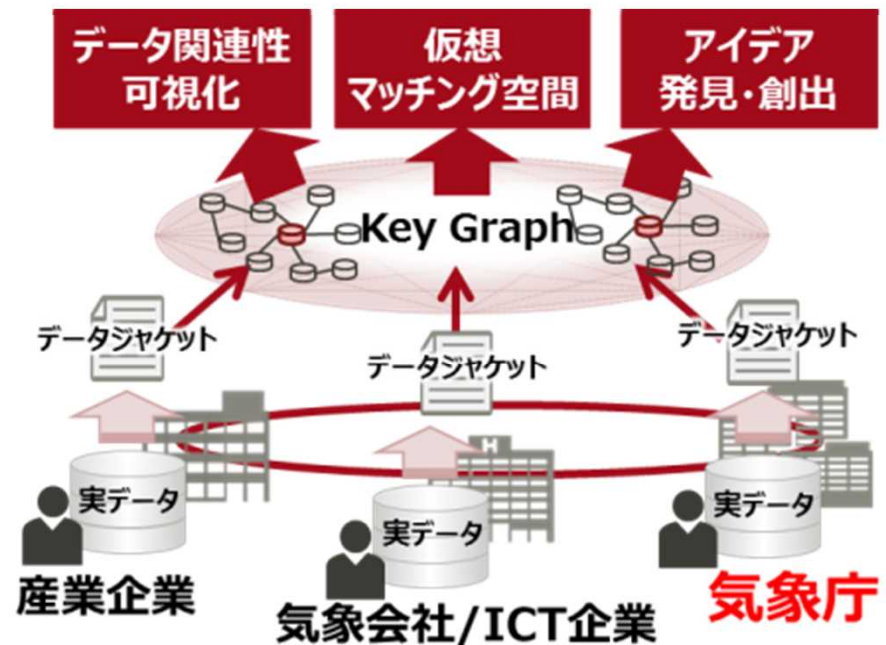 データ関連性
可視化
仮想
マッチング空間
アイデア
発見・創出
Key Graph
データジャケット
データジャケット
データジャケット
H
実データ
実データ
実データ
産業企業
気象会社/ICT企業
気象庁